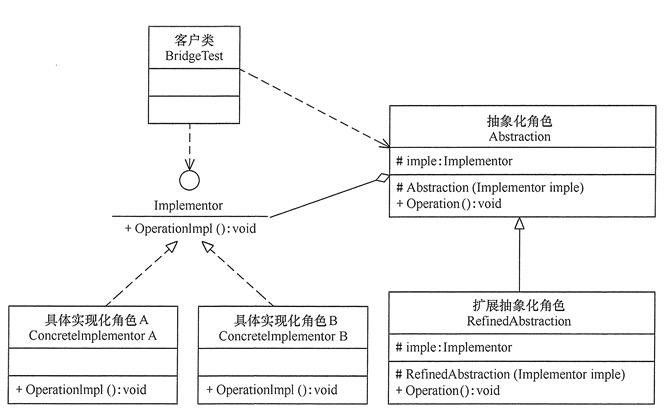 客户类
BridgeTest
抽象化角色
Abstraction
# imple:Implementor
# Abstraction (Implementor imple)
+ Operation():void
Implementor
+ OperationImpl():void
具体实现化角色A
ConcreteImplementor A
+ OperationImpl():void
具体实现化角色B
ConcreteImplementor B
+ OperationImpl():void
扩展抽象化角色
RefinedAbstraction
# imple:Implementor
# RefinedAbstraction (Implementor imple)
+ Operation():void